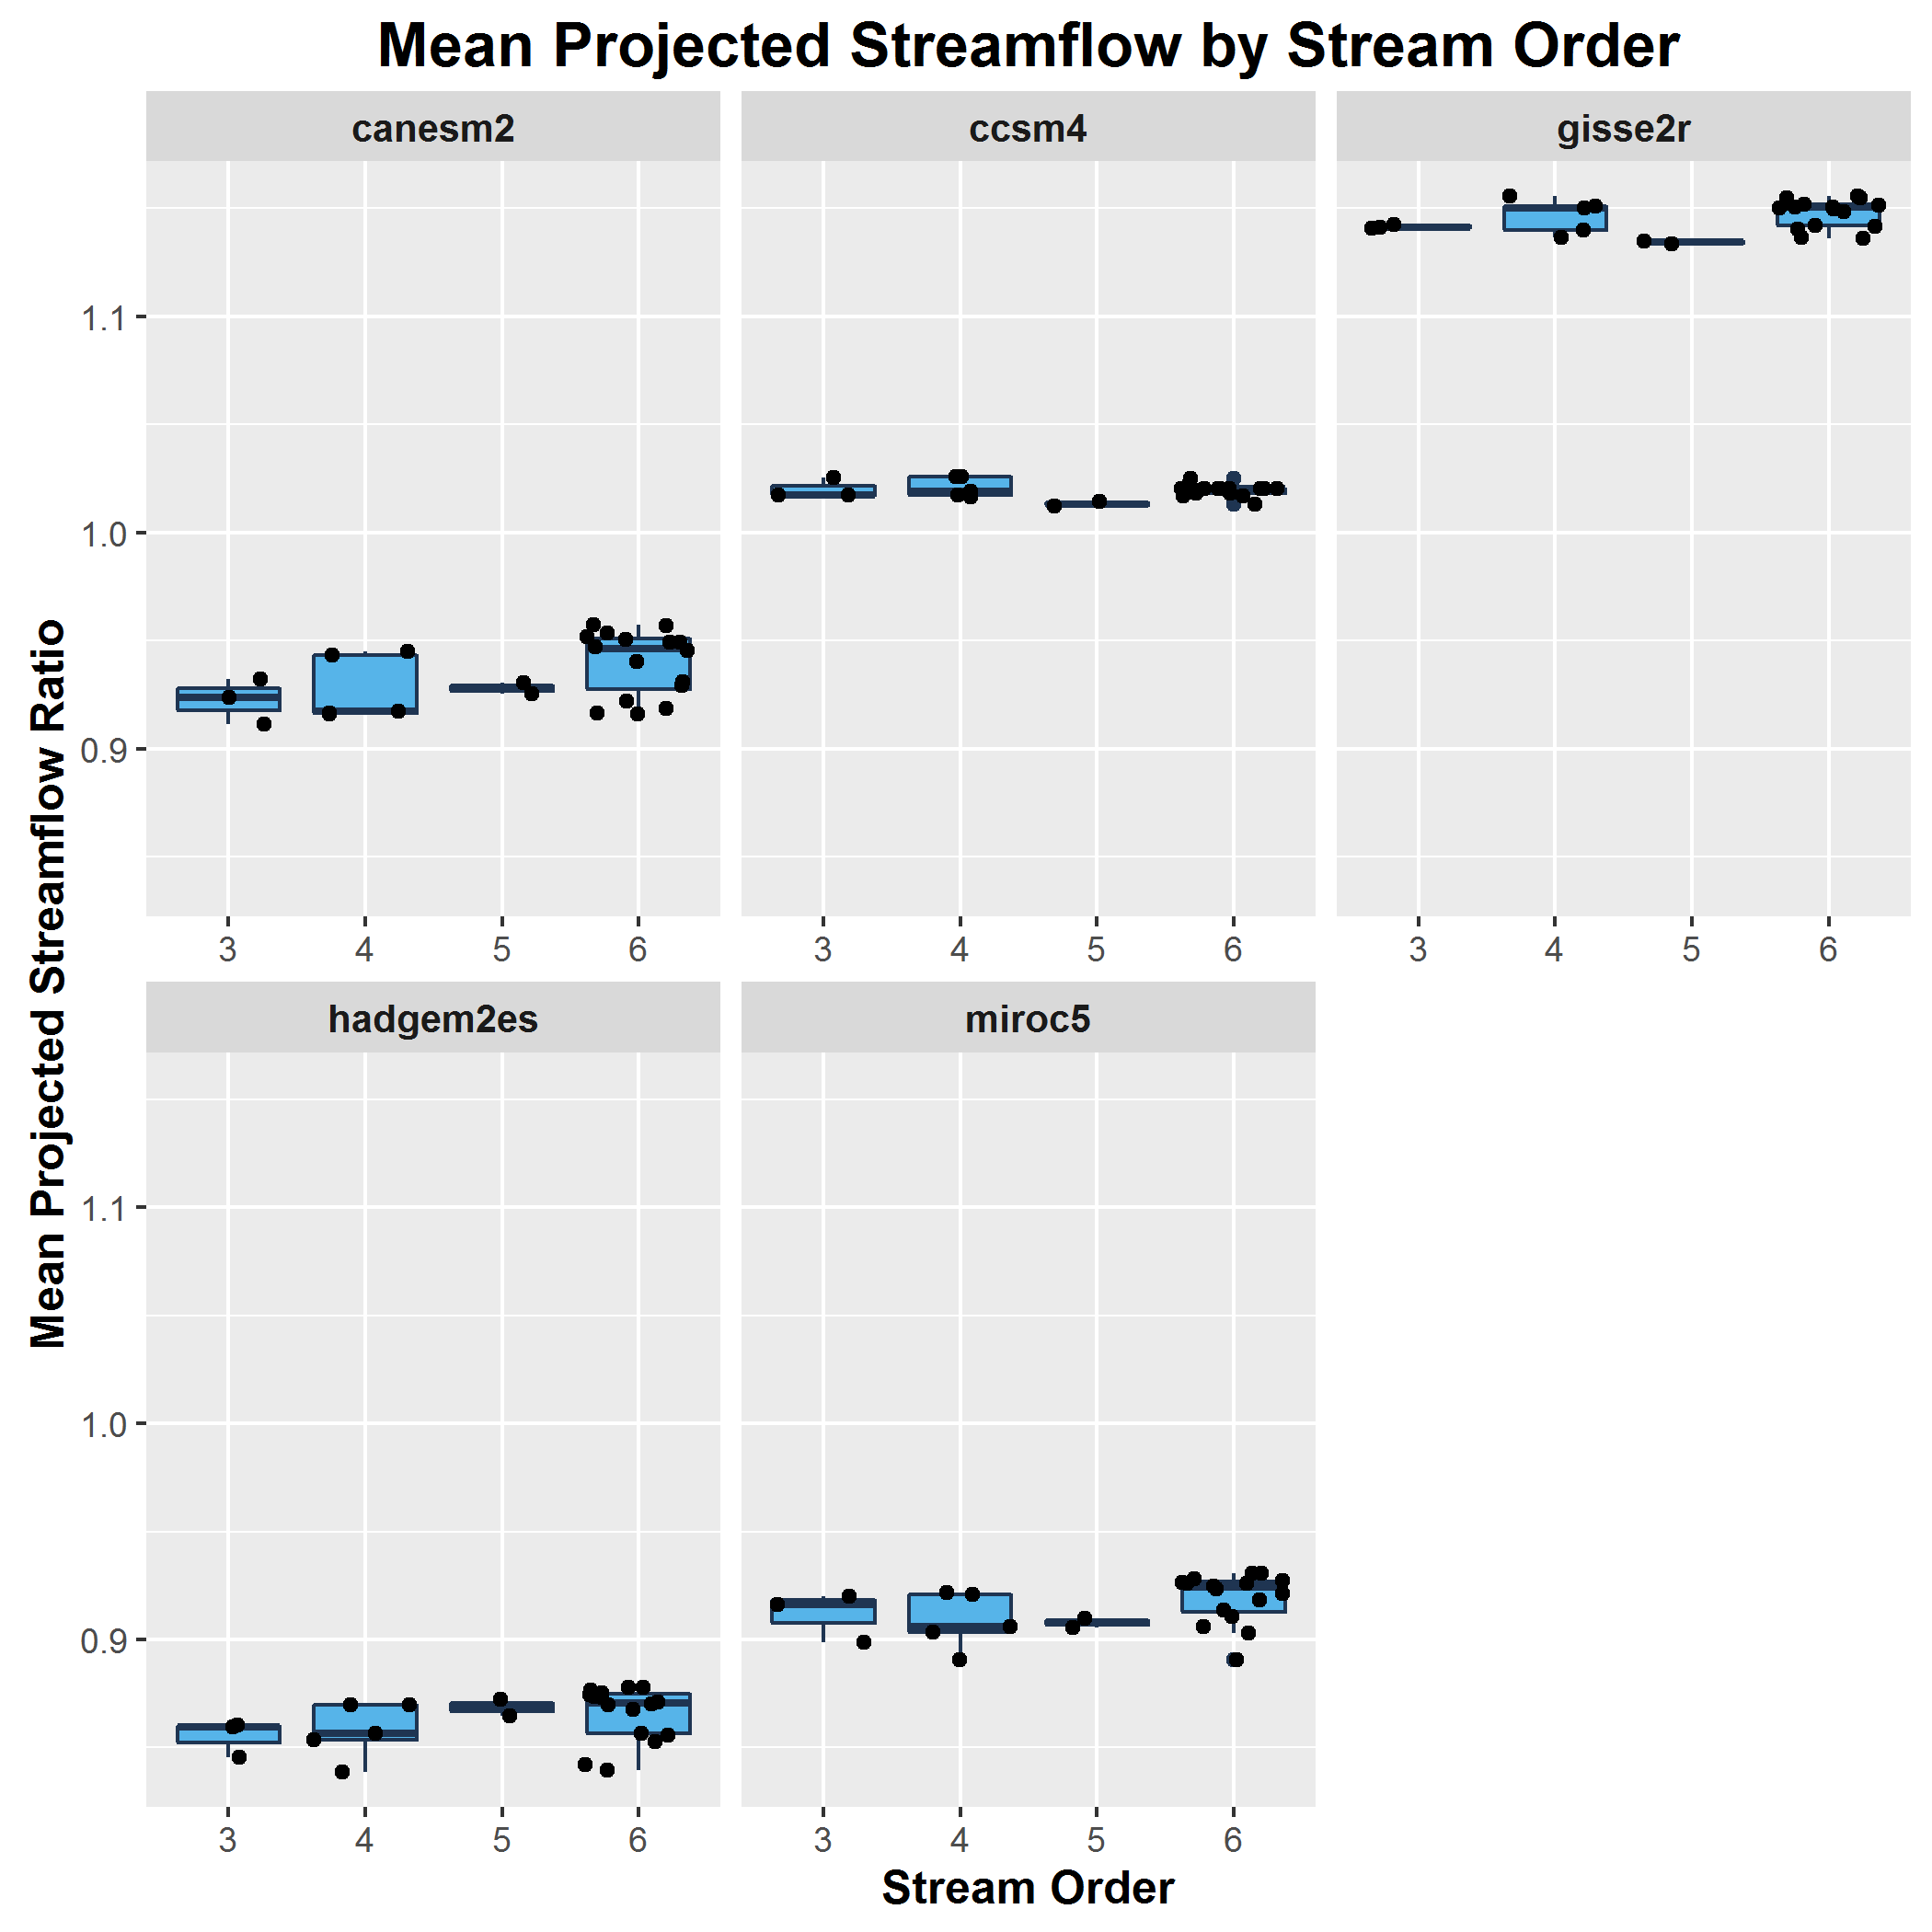 Mean Projected Streamflow by Stream Order
canesm2
ccsm4
gisse2r
1.1
1.0
0.9
3 4 5 6
3 4 5 6
3 4 5 6
Mean Projected Streamflow Ratio
hadgem2es
miroc5
1.1
1.0
0.9
3 4 5 6
3 4 5 6
Stream Order